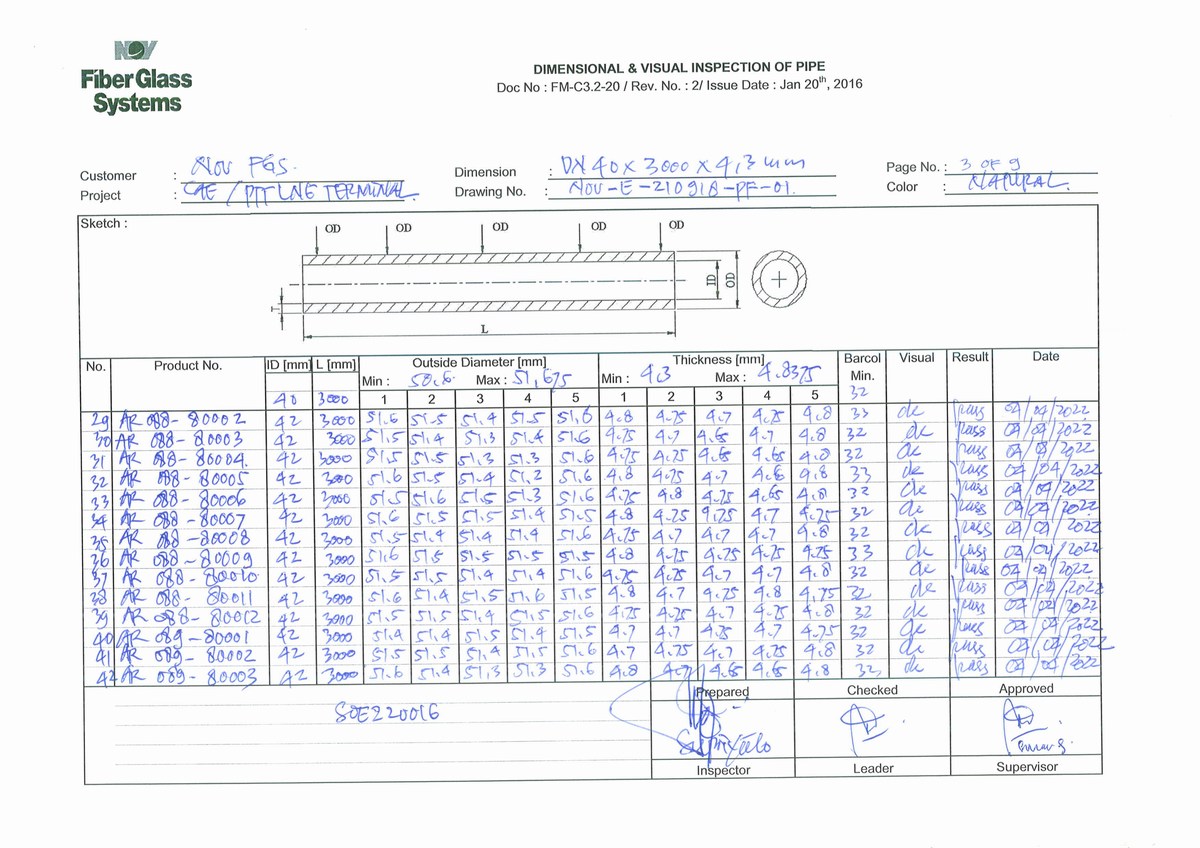 NOV
FiberGlass
Systems
DIMENSIONAL & VISUAL INSPECTION OF PIPE
Doc No : FM-C3.2-20 / Rev. No. : 2/ Issue Date : Jan 20th, 2016
Customer : NOV FGS. Dimension : DN 40 x 3000 x 4,3 mm Page No. : 3 OF 9
Project : CAE / PTT LNE TERMINAL Drawing No. : NOV-E-210918-PF-01. Color : NATURAL.
Sketch :
OD OD OD OD OD
ID OD
T
L
No. Product No. ID [mm] L [mm] Outside Diameter [mm] Thickness [mm] Barcol Min. Visual Result Date
Min : 50.6 Max : 51,675 Min : 4.3 Max : 4.8375
40 3000 1 2 3 4 5 1 2 3 4 5 32
29 AR 088-80002 42 3000 51.6 51.5 51.4 51.5 51.6 4.8 4.75 4.7 4.75 4.8 33 ok pass 04/04/2022
30 AR 088-80003 42 3000 51.5 51.4 51.3 51.4 51.6 4.75 4.7 4.65 4.7 4.8 32 ok pass 04/04/2022
31 AR 088-80004. 42 3000 51.5 51.5 51.3 51.3 51.6 4.75 4.75 4.65 4.65 4.8 32 ok pass 04/04/2022
32 AR 088-80005 42 3000 51.6 51.5 51.4 51.2 51.6 4.8 4.75 4.7 4.6 4.8 33 ok pass 04/04/2022
33 AR 088-80006 42 3000 51.5 51.6 51.5 51.3 51.6 4.75 4.8 4.75 4.65 4.8 32 ok pass 04/04/2022
34 AR 088-80007 42 3000 51.6 51.5 51.5 51.4 51.5 4.8 4.75 4.75 4.7 4.75 32 ok pass 04/04/2022
35 AR 088-80008 42 3000 51.5 51.4 51.4 51.4 51.6 4.75 4.7 4.7 4.7 4.8 32 ok pass 04/04/2022
36 AR 088-80009 42 3000 51.6 51.5 51.5 51.5 51.5 4.8 4.75 4.75 4.75 4.75 33 ok pass 04/04/2022
37 AR 088-80010 42 3000 51.5 51.5 51.4 51.4 51.6 4.75 4.75 4.7 4.7 4.8 32 ok pass 04/04/2022
38 AR 088-80011 42 3000 51.6 51.4 51.5 51.6 51.5 4.8 4.7 4.75 4.8 4.75 32 ok pass 04/04/2022
39 AR 088-80012 42 3000 51.5 51.5 51.4 51.5 51.6 4.75 4.75 4.7 4.75 4.8 32 ok pass 04/04/2022
40 AR 089-80001 42 3000 51.4 51.4 51.5 51.4 51.5 4.7 4.7 4.75 4.7 4.75 32 ok pass 04/04/2022
41 AR 089-80002 42 3000 51.5 51.5 51.4 51.5 51.6 4.7 4.75 4.7 4.75 4.8 32 ok pass 04/04/2022
42 AR 089-80003 42 3000 51.6 51.4 51,3 51.3 51.6 4.8 4.7 4.65 4.65 4.8 32 ok pass 04/04/2022
SOE220016
Prepared Checked Approved
Inspector Leader Supervisor